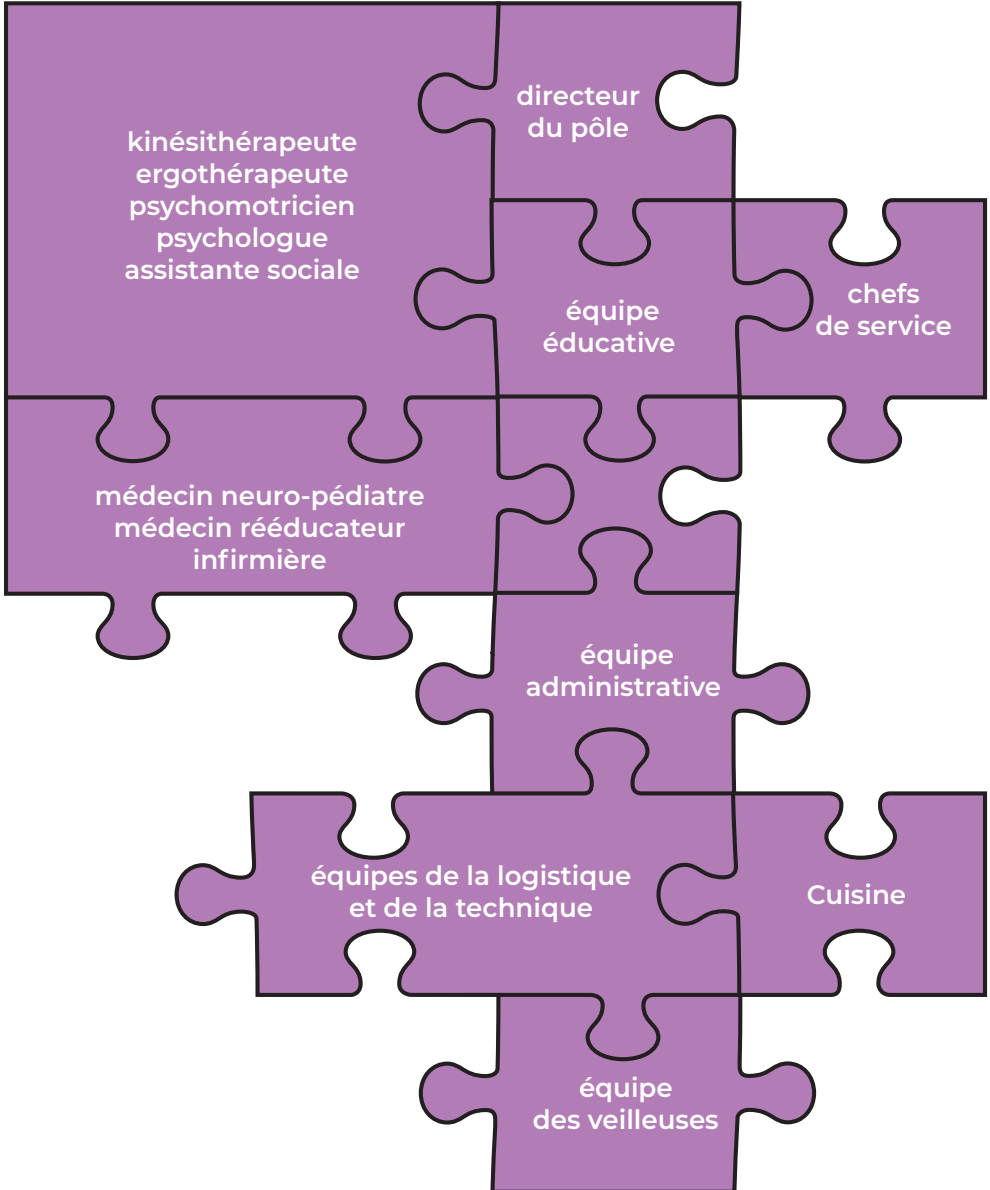 directeur
du pôle
kinésithérapeute
ergothérapeute
psychomotricien
psychologue
assistante sociale
équipe
éducative
chefs
de service
médecin neuro-pédiatre
médecin rééducateur
infirmière
équipe
administrative
équipes de la logistique
et de la technique
Cuisine
équipe
des veilleuses